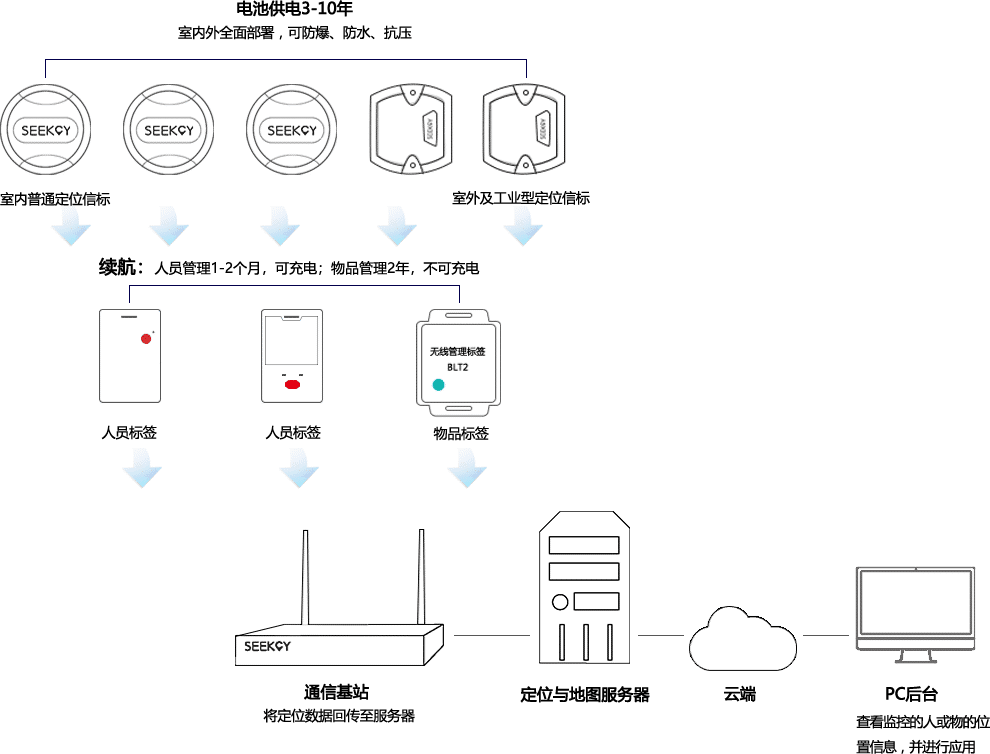 电池供电3-10年
室内外全面部署，可防爆、防水、抗压
SEEKCY
SEEKCY
SEEKCY
SEEKCY
SEEKCY
室内普通定位信标
室外及工业型定位信标
续航：人员管理1-2个月，可充电；物品管理2年，不可充电
无线管理标签
BLT2
人员标签
人员标签
物品标签
SEEKCY
通信基站
将定位数据回传至服务器
定位与地图服务器
云端
PC后台
查看监控的人或物的位
置信息，并进行应用